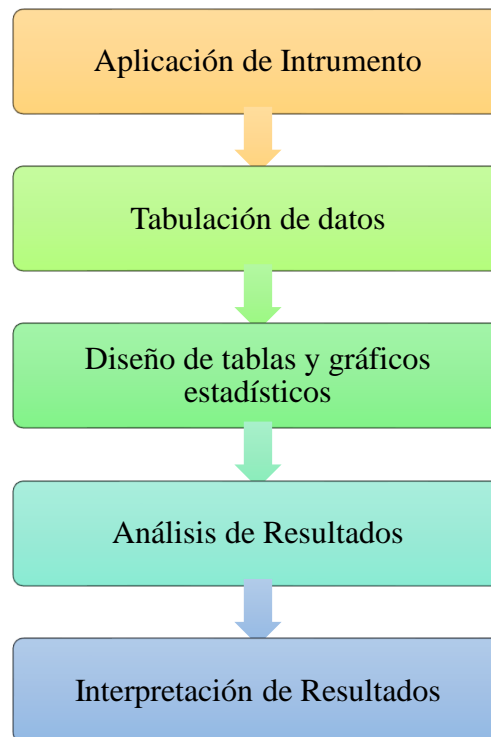 Aplicación de Intrumento
Tabulación de datos
Diseño de tablas y gráficos
estadísticos
Análisis de Resultados
Interpretación de Resultados